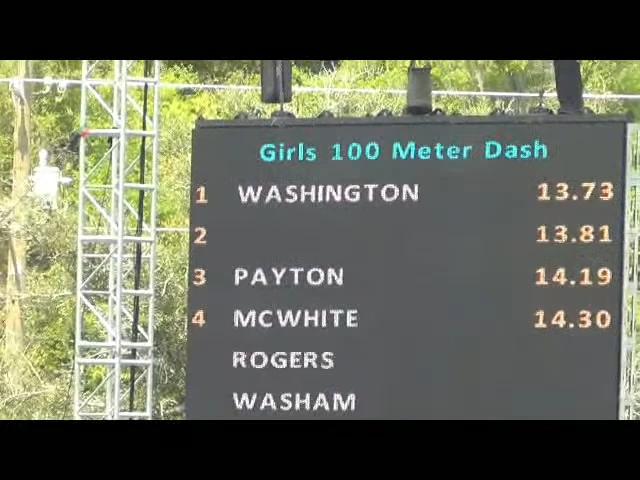 Girls 100 Meter Dash
1 WASHINGTON 13.73
2 13.81
3 PAYTON 14.19
4 MCWHITE 14.30
ROGERS
WASHAM